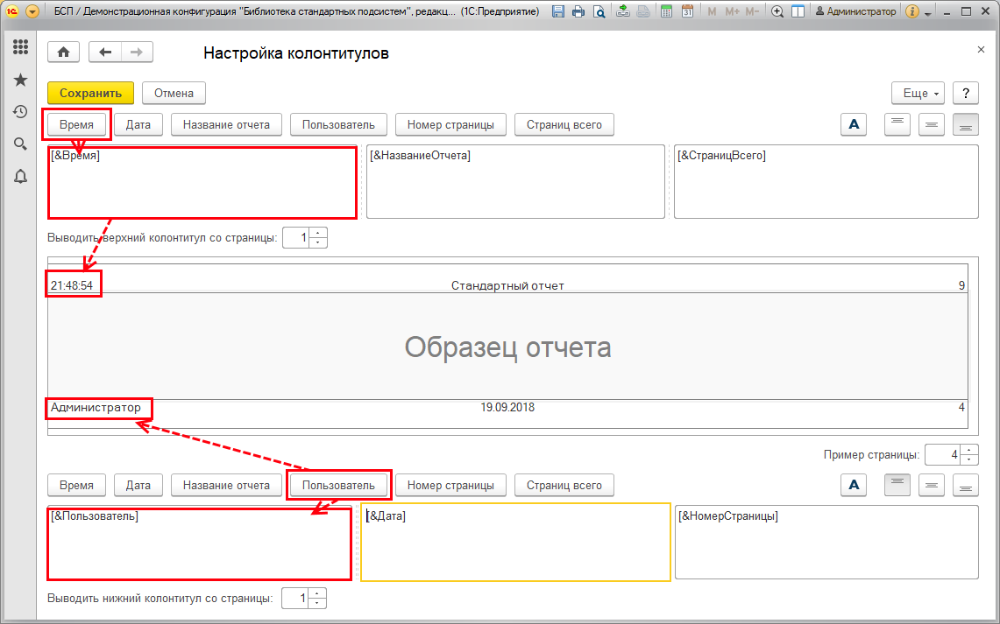 БСП / Демонстрационная конфигурация "Библиотека стандартных подсистем", редакц... (1С:Предприятие)
31 M M+ M- Администратор i
Настройка колонтитулов
Сохранить Отмена Еще ?
Время Дата Название отчета Пользователь Номер страницы Страниц всего A
[&Время] [&НазваниеОтчета] [&СтраницВсего]
Выводить верхний колонтитул со страницы: 1
21:48:54 Стандартный отчет 9
Образец отчета
Администратор 19.09.2018 4
Пример страницы: 4
Время Дата Название отчета Пользователь Номер страницы Страниц всего A
[&Пользователь] [&Дата] [&НомерСтраницы]
Выводить нижний колонтитул со страницы: 1